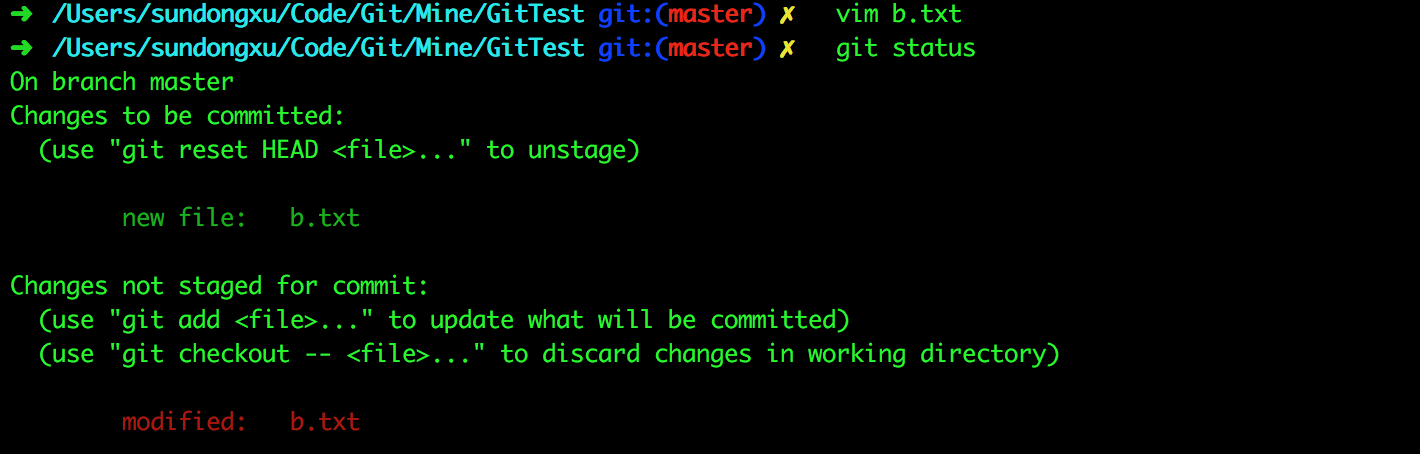 ➜ /Users/sundongxu/Code/Git/Mine/GitTest git:(master) ✗ vim b.txt
➜ /Users/sundongxu/Code/Git/Mine/GitTest git:(master) ✗ git status
On branch master
Changes to be committed:
(use "git reset HEAD <file>..." to unstage)
new file: b.txt
Changes not staged for commit:
(use "git add <file>..." to update what will be committed)
(use "git checkout -- <file>..." to discard changes in working directory)
modified: b.txt